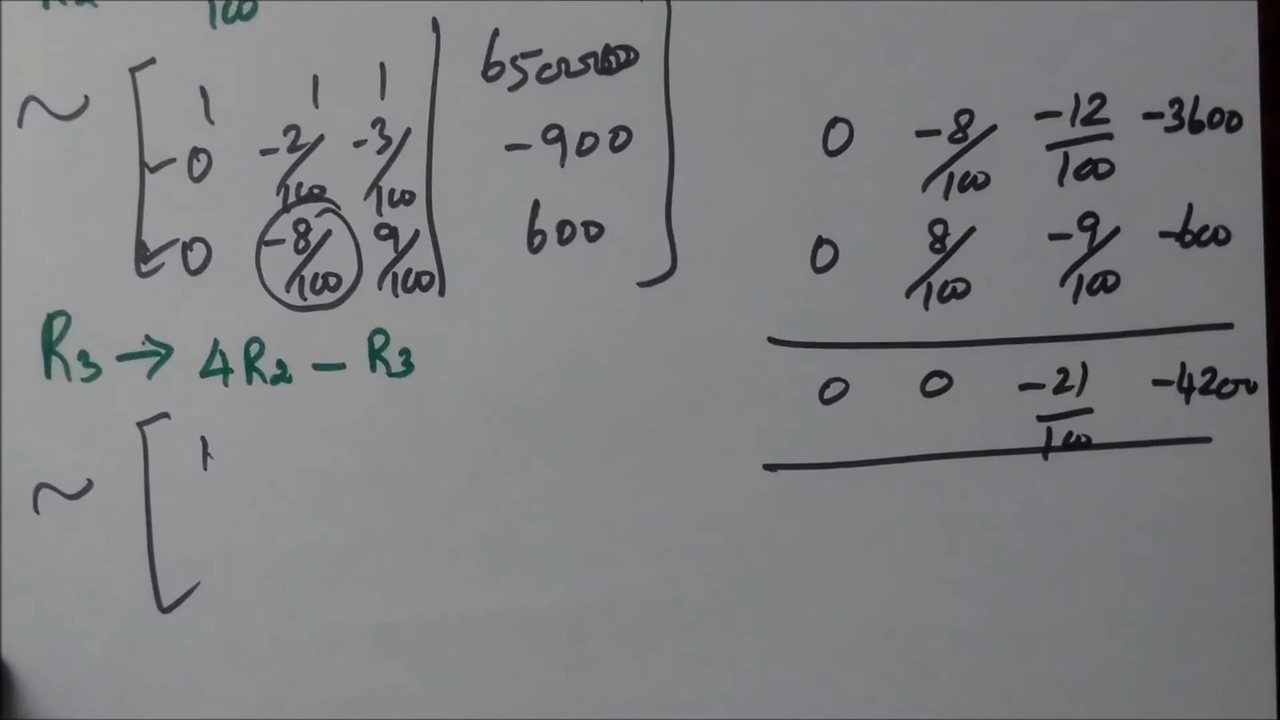 100
~ [ 1 1 1 | 65000 ]
0 -2/100 -3/100 | -900
0 -8/100 9/100 | 600
R3 → 4R2 - R3
~ [ 1
0 -8/100 -12/100 -3600
0 8/100 -9/100 -600
0 0 -21/100 -4200